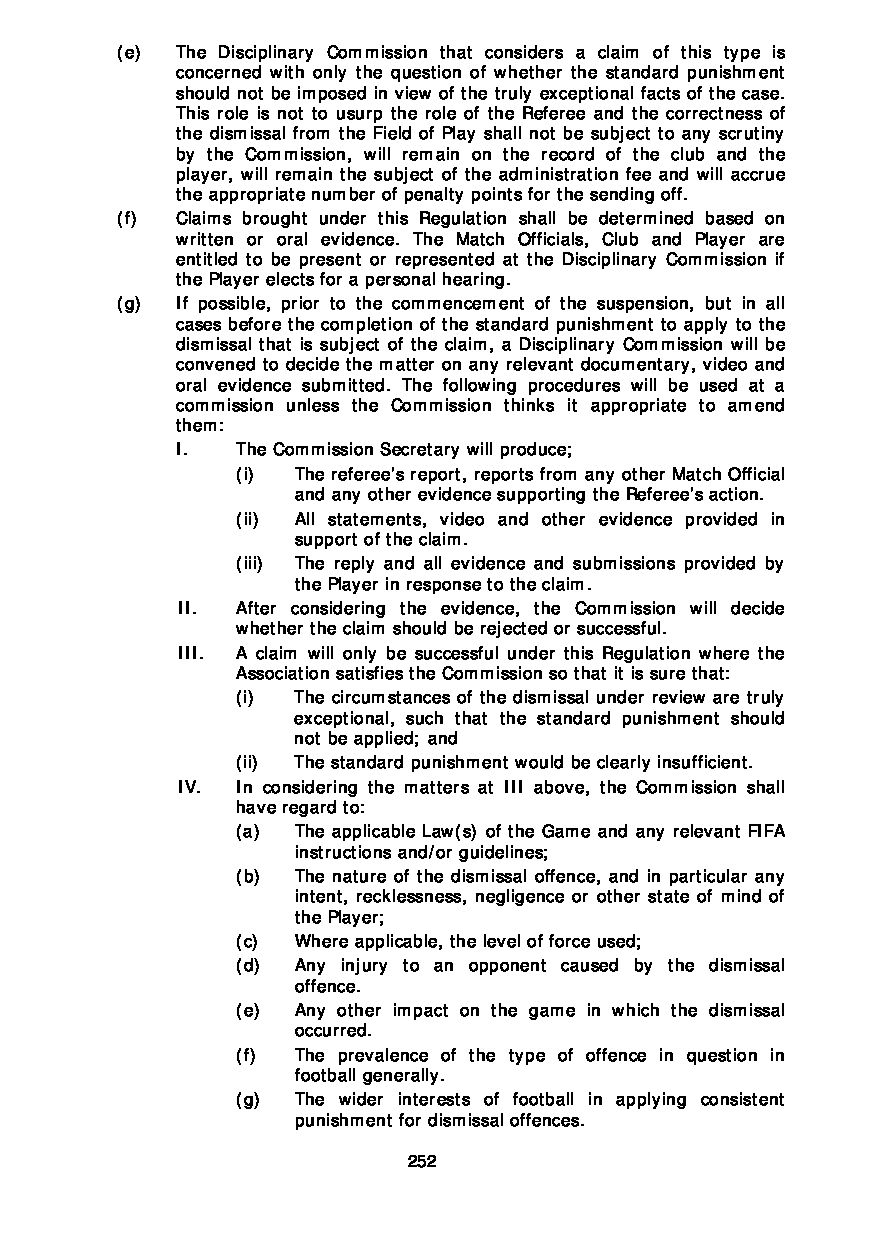 (e) The Disciplinary Commission that considers a claim of this type is
concerned with only the question of whether the standard punishment
should not be imposed in view of the truly exceptional facts of the case.
This role is not to usurp the role of the Referee and the correctness of
the dismissal from the Field of Play shall not be subject to any scrutiny
by the Commission, will remain on the record of the club and the
player, will remain the subject of the administration fee and will accrue
the appropriate number of penalty points for the sending off.
(f) Claims brought under this Regulation shall be determined based on
written or oral evidence. The Match Officials, Club and Player are
entitled to be present or represented at the Disciplinary Commission if
the Player elects for a personal hearing.
(g) If possible, prior to the commencement of the suspension, but in all
cases before the completion of the standard punishment to apply to the
dismissal that is subject of the claim, a Disciplinary Commission will be
convened to decide the matter on any relevant documentary, video and
oral evidence submitted. The following procedures will be used at a
commission unless the Commission thinks it appropriate to amend
them:
I. The Commission Secretary will produce;
(i) The referee's report, reports from any other Match Official
and any other evidence supporting the Referee's action.
(ii) All statements, video and other evidence provided in
support of the claim.
(iii) The reply and all evidence and submissions provided by
the Player in response to the claim.
II. After considering the evidence, the Commission will decide
whether the claim should be rejected or successful.
III. A claim will only be successful under this Regulation where the
Association satisfies the Commission so that it is sure that:
(i) The circumstances of the dismissal under review are truly
exceptional, such that the standard punishment should
not be applied; and
(ii) The standard punishment would be clearly insufficient.
IV. In considering the matters at III above, the Commission shall
have regard to:
(a) The applicable Law(s) of the Game and any relevant FIFA
instructions and/or guidelines;
(b) The nature of the dismissal offence, and in particular any
intent, recklessness, negligence or other state of mind of
the Player;
(c) Where applicable, the level of force used;
(d) Any injury to an opponent caused by the dismissal
offence.
(e) Any other impact on the game in which the dismissal
occurred.
(f) The prevalence of the type of offence in question in
football generally.
(g) The wider interests of football in applying consistent
punishment for dismissal offences.
252